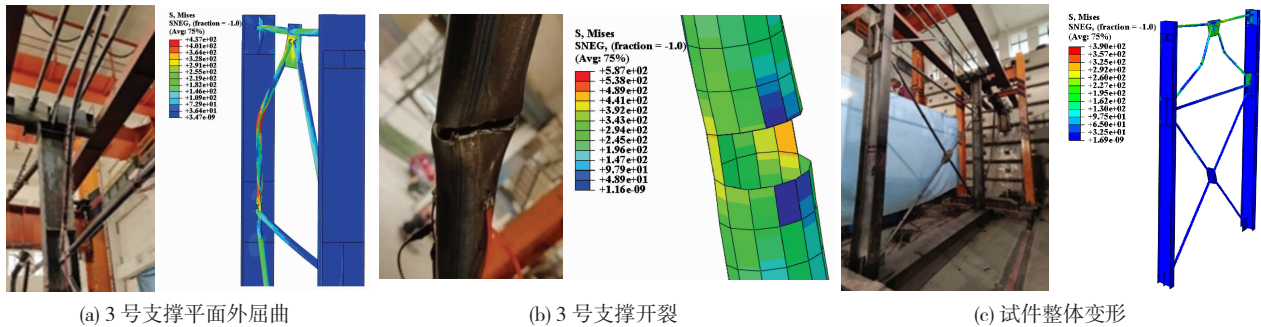 S, Mises
SNEG, (fraction = -1.0)
(Avg: 75%)
+4.37e+02
+4.01e+02
+3.64e+02
+3.28e+02
+2.91e+02
+2.55e+02
+2.19e+02
+1.82e+02
+1.46e+02
+1.09e+02
+7.29e+01
+3.64e+01
+3.47e-09
S, Mises
SNEG, (fraction = -1.0)
(Avg: 75%)
+5.87e+02
+5.38e+02
+4.89e+02
+4.41e+02
+3.92e+02
+3.43e+02
+2.94e+02
+2.45e+02
+1.96e+02
+1.47e+02
+9.79e+01
+4.89e+01
+1.16e-09
S, Mises
SNEG, (fraction = -1.0)
(Avg: 75%)
+3.90e+02
+3.57e+02
+3.25e+02
+2.92e+02
+2.60e+02
+2.27e+02
+1.95e+02
+1.62e+02
+1.30e+02
+9.75e+01
+6.50e+01
+3.25e+01
+1.69e-09
(a) 3 号支撑平面外屈曲
(b) 3 号支撑开裂
(c) 试件整体变形